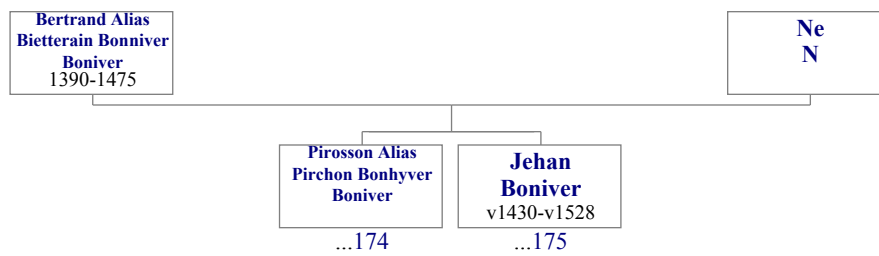 Bertrand Alias
Bietterain Bonniver
Boniver
1390-1475
Ne
N
Pirosson Alias
Pirchon Bonhyver
Boniver
Jehan
Boniver
v1430-v1528
...174
...175